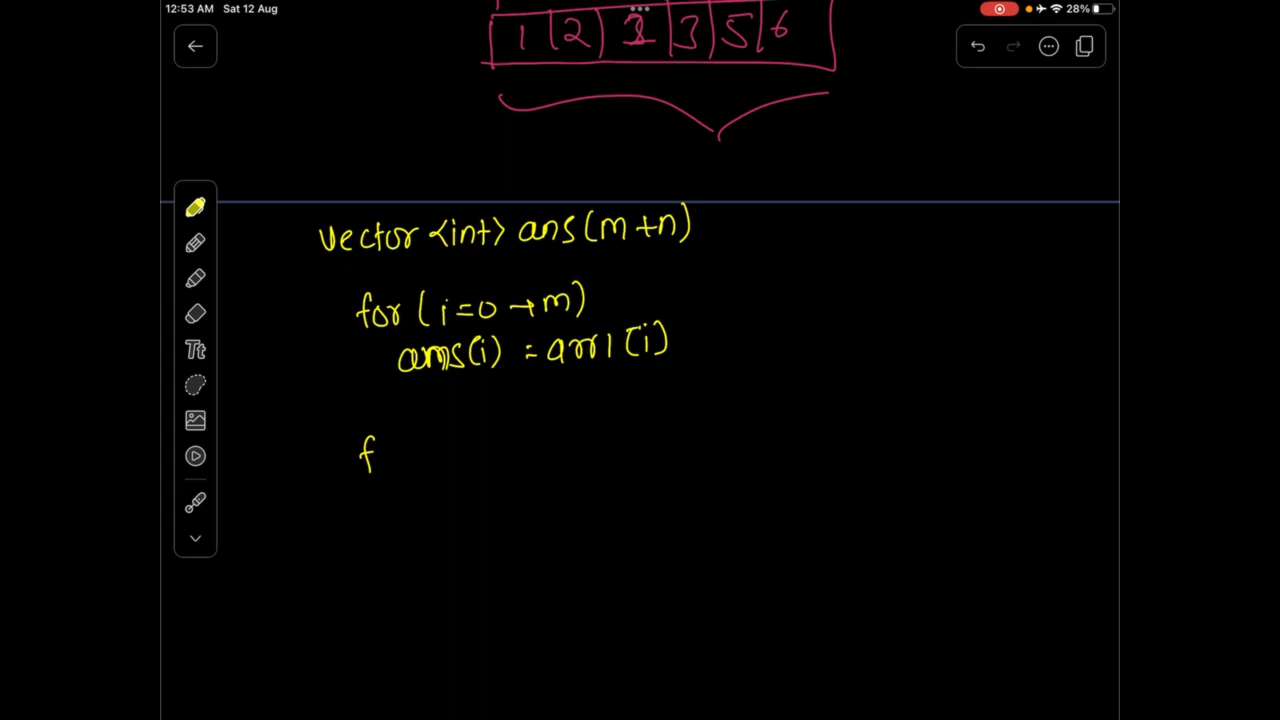 12:53 AM Sat 12 Aug
28%
1 2 3 5 6
Tt
vector <int> ans(m+n)
for (i=0→m)
ans(i) = arr1(i)
f